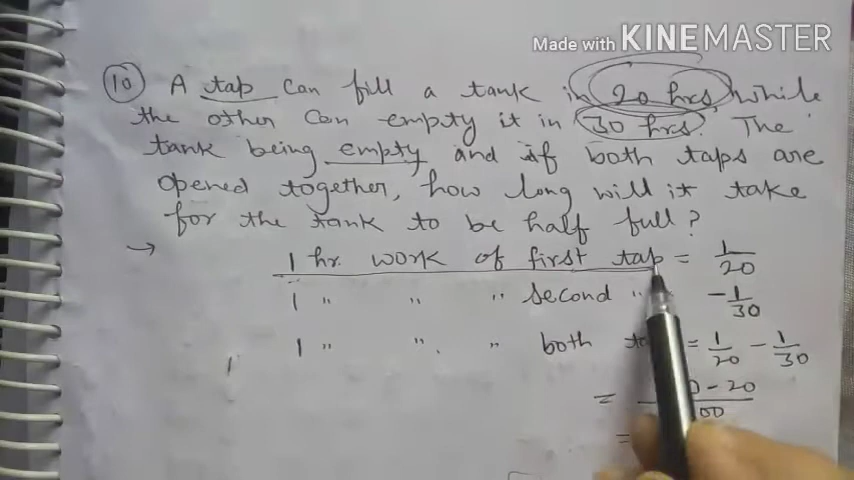 Made with KINEMASTER
(10) A tap can fill a tank in 20 hrs while
the other can empty it in 30 hrs. The
tank being empty and if both taps are
opened together, how long will it take
for the tank to be half full?
→ 1 hr. work of first tap = 1/20
1 " " " second " - 1/30
1 " " " both = 1/20 - 1/30
= 0 - 20
00
=